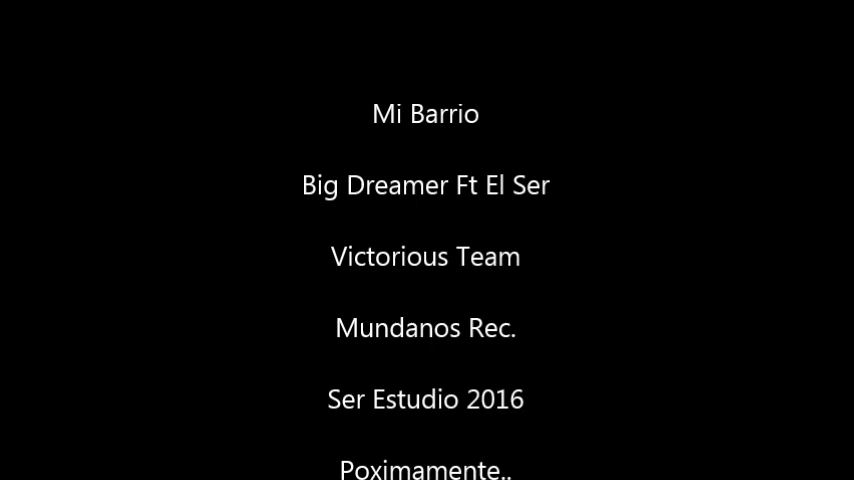 Mi Barrio
Big Dreamer Ft El Ser
Victorious Team
Mundanos Rec.
Ser Estudio 2016
Poximamente..